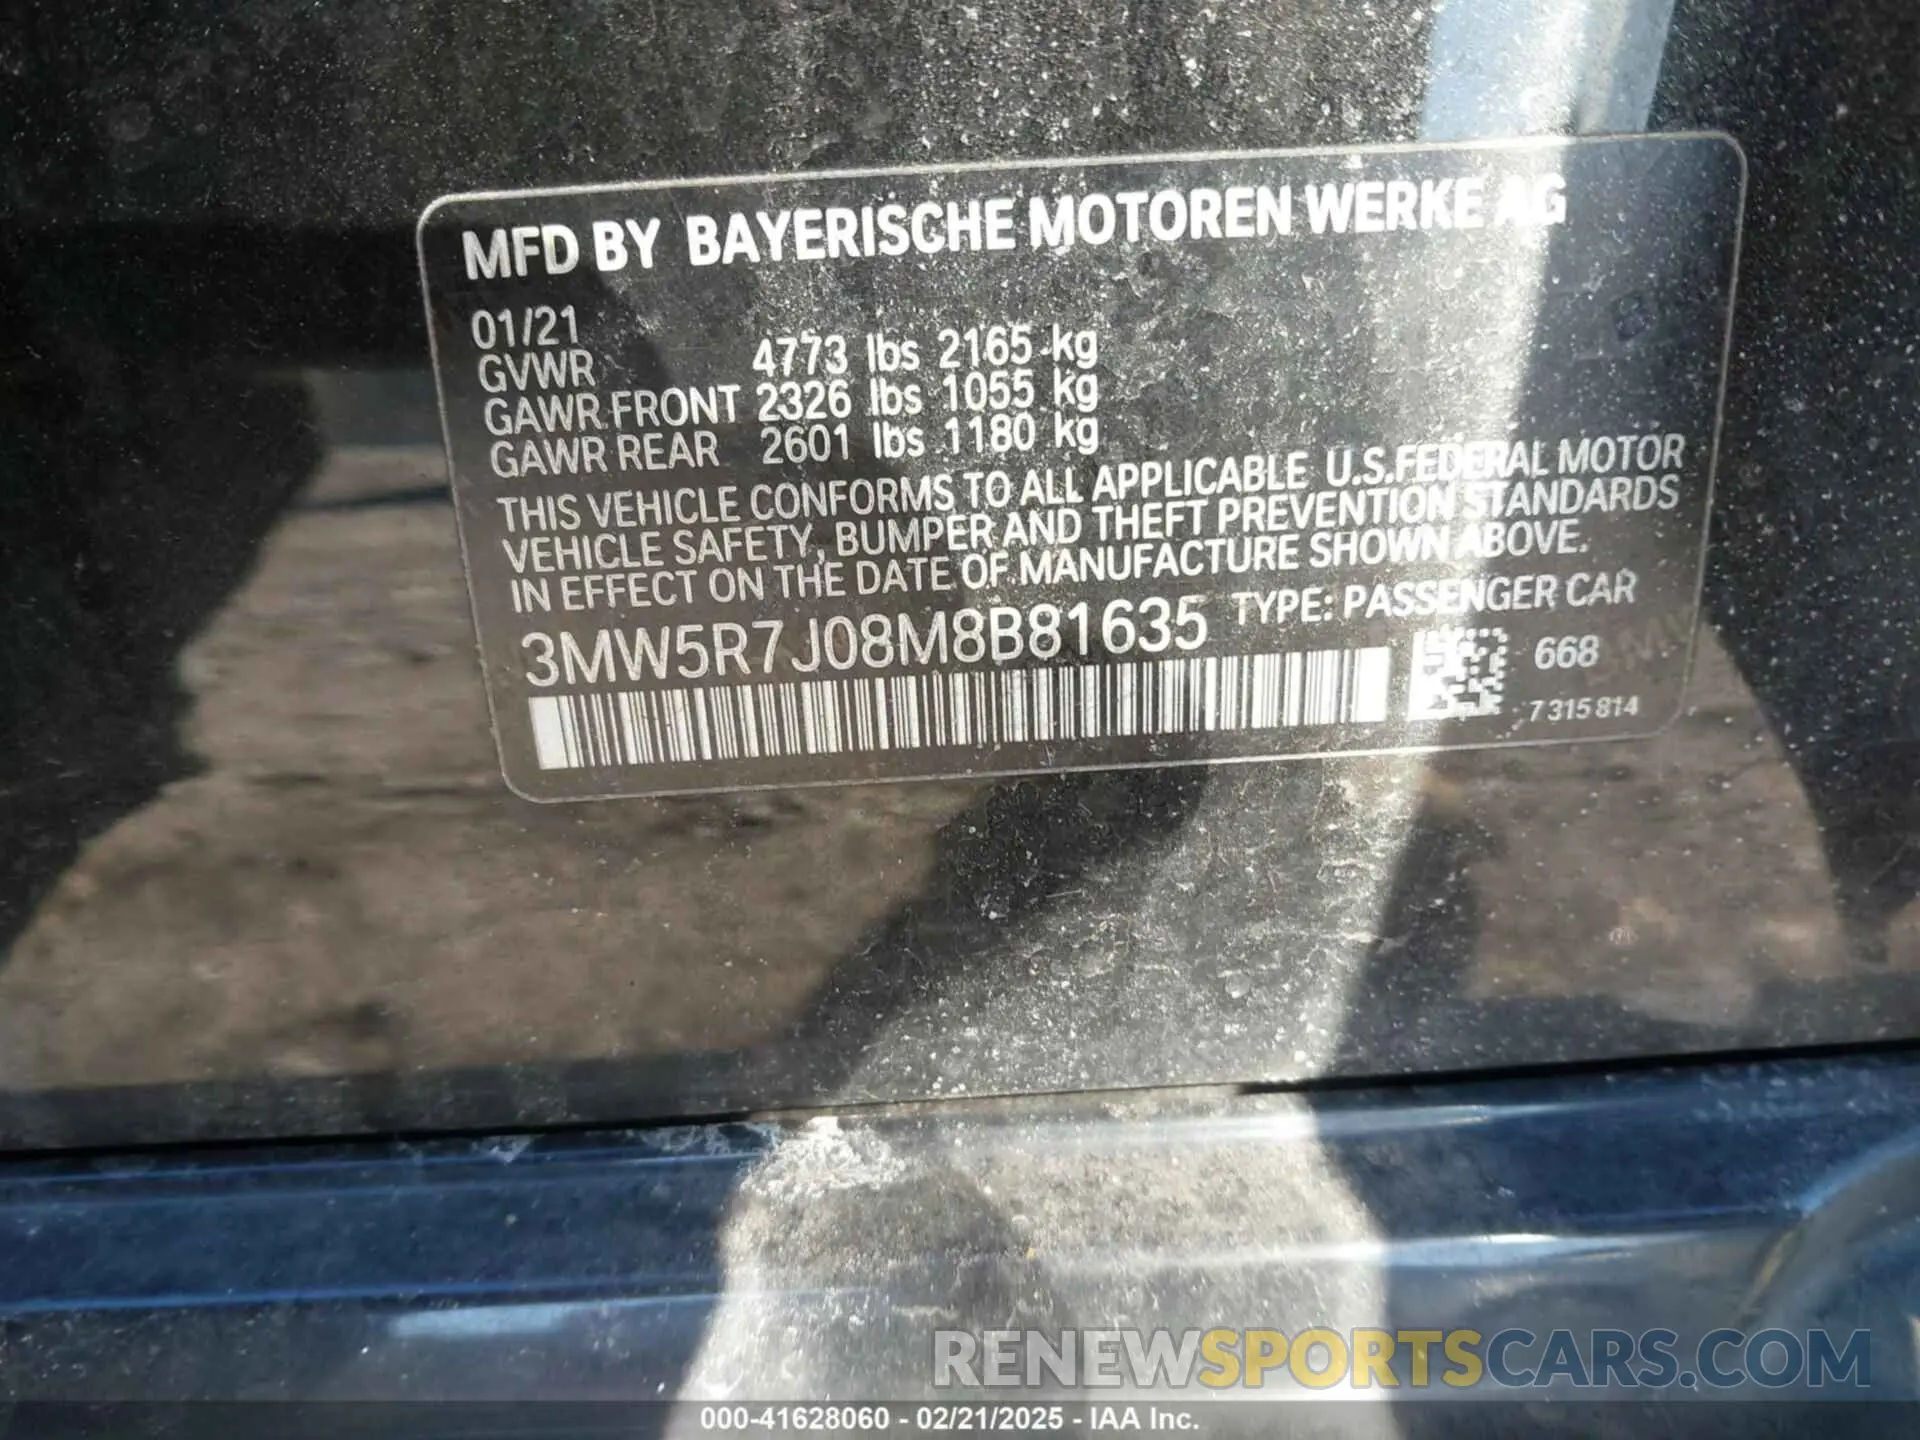 MFD BY BAYERISCHE MOTOREN WERKE AG
01/21
GVWR 4773 lbs 2165 kg
GAWR FRONT 2326 lbs 1055 kg
GAWR REAR 2601 lbs 1180 kg
THIS VEHICLE CONFORMS TO ALL APPLICABLE U.S.FEDERAL MOTOR
VEHICLE SAFETY, BUMPER AND THEFT PREVENTION STANDARDS
IN EFFECT ON THE DATE OF MANUFACTURE SHOWN ABOVE.
3MW5R7J08M8B81635 TYPE: PASSENGER CAR
668
7315814
RENEWSPORTSCARS.COM
000-41628060 - 02/21/2025 - IAA Inc.